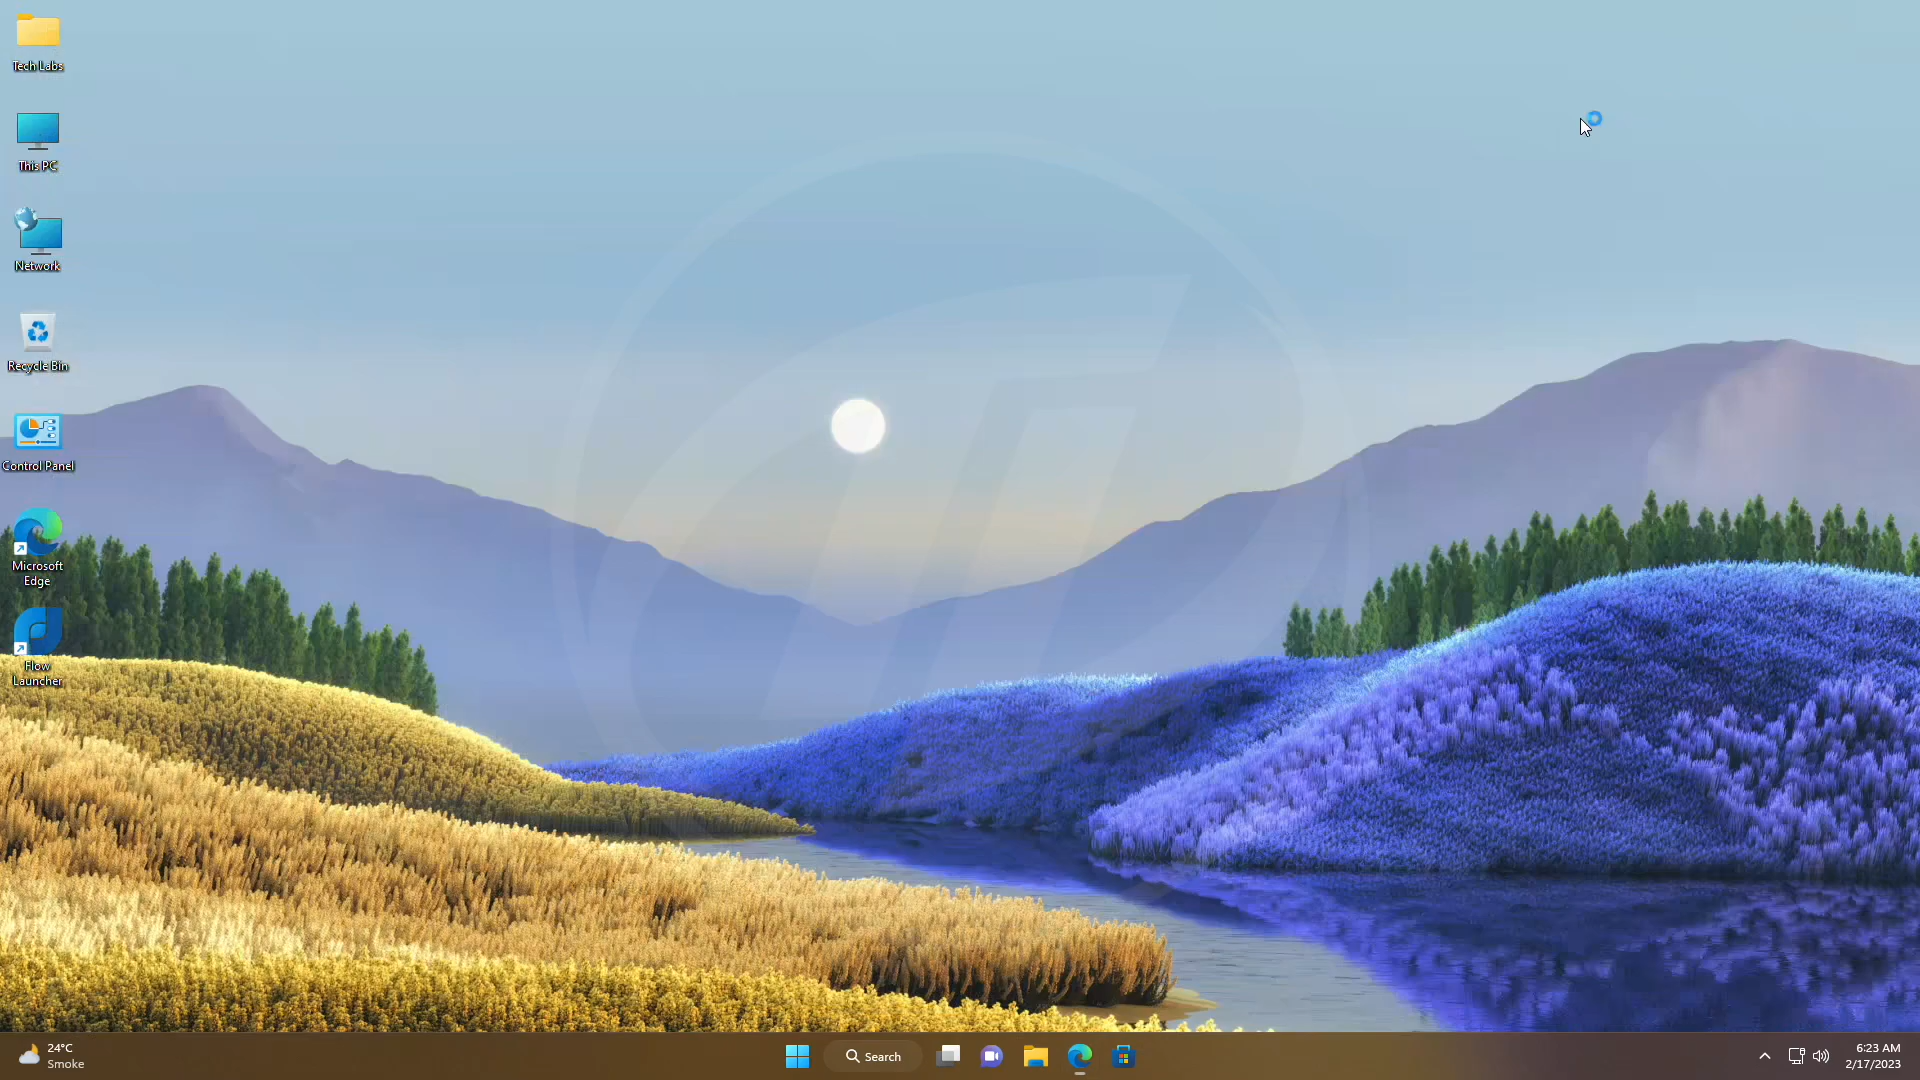 Tech Labs
This PC
Network
Recycle Bin
Control Panel
Microsoft
Edge
Flow
Launcher
24°C
Smoke
Search
6:23 AM
2/17/2023